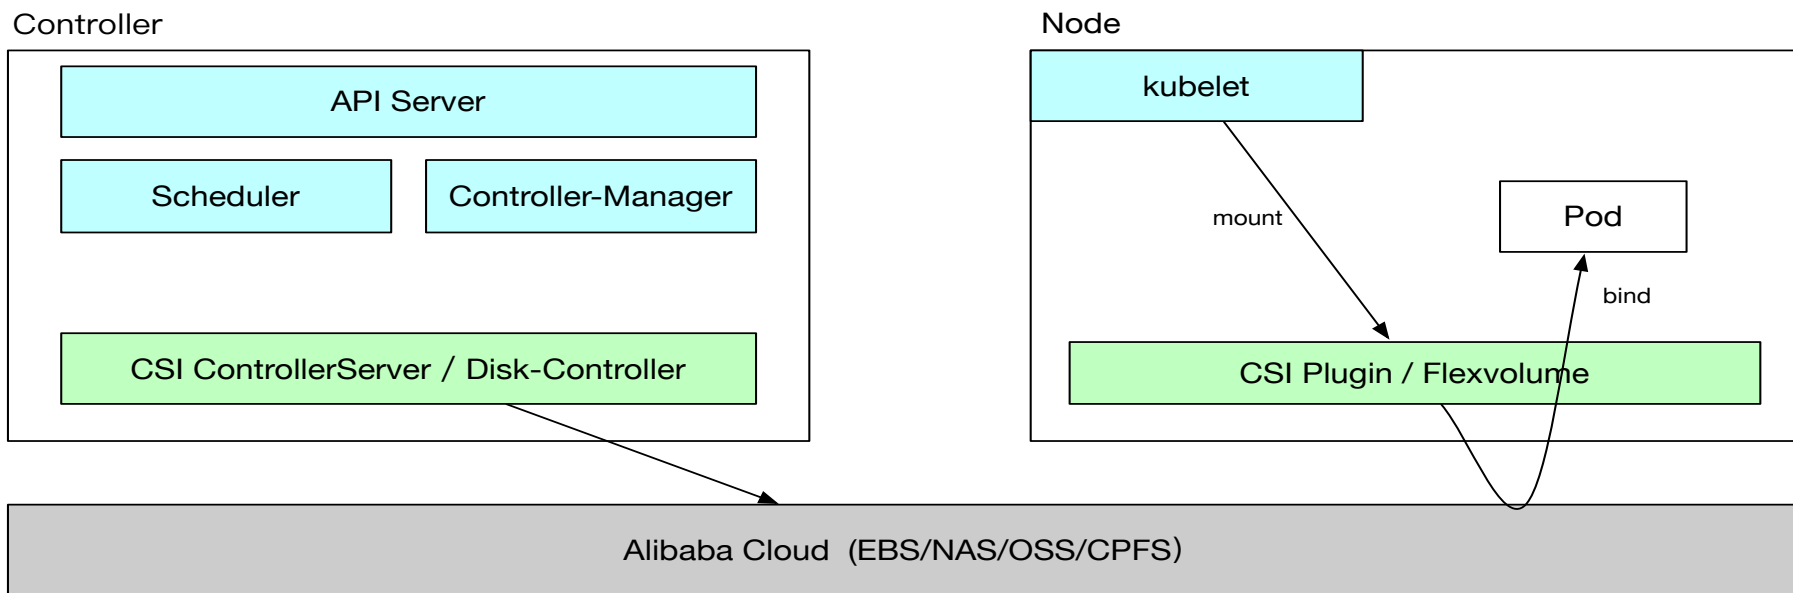 Controller
API Server
Scheduler
Controller-Manager
CSI ControllerServer / Disk-Controller
Node
kubelet
mount
Pod
bind
CSI Plugin / Flexvolume
Alibaba Cloud (EBS/NAS/OSS/CPFS)